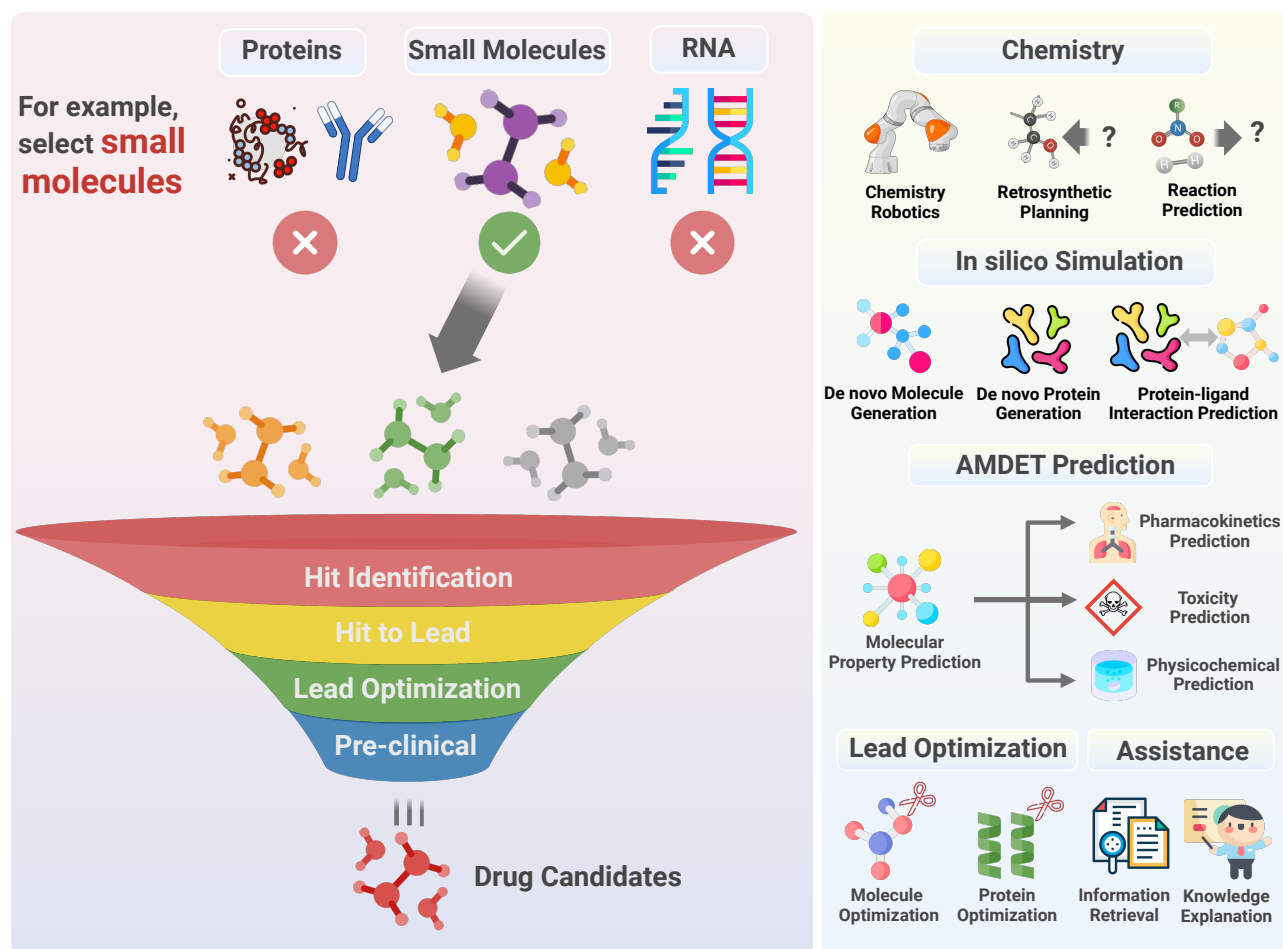 Proteins
Small Molecules
RNA
For example,
select small
molecules
Hit Identification
Hit to Lead
Lead Optimization
Pre-clinical
Drug Candidates
Chemistry
H
H
C
H
H
C
O
H
H
?
R
N
O
O
H
H
?
Chemistry
Robotics
Retrosynthetic
Planning
Reaction
Prediction
In silico Simulation
De novo Molecule
Generation
De novo Protein
Generation
Protein-ligand
Interaction Prediction
AMDET Prediction
Molecular
Property Prediction
Pharmacokinetics
Prediction
Toxicity
Prediction
Physicochemical
Prediction
Lead Optimization
Assistance
Molecule
Optimization
Protein
Optimization
Information
Retrieval
Knowledge
Explanation